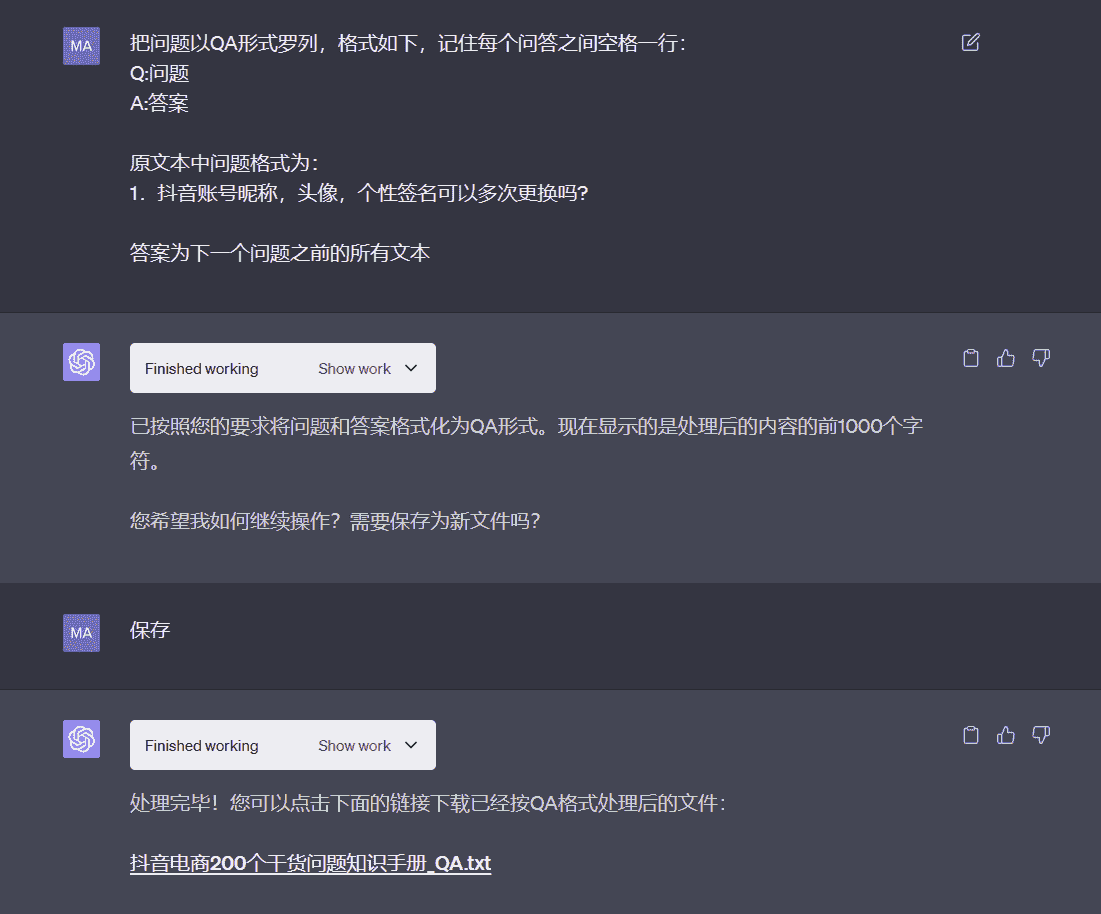 MA
把问题以QA形式罗列，格式如下，记住每个问答之间空格一行：
Q:问题
A:答案
原文本中问题格式为：
1. 抖音账号昵称，头像，个性签名可以多次更换吗？
答案为下一个问题之前的所有文本
Finished working Show work
已按照您的要求将问题和答案格式化为QA形式。现在显示的是处理后的内容的前1000个字
符。
您希望我如何继续操作？需要保存为新文件吗？
MA
保存
Finished working Show work
处理完毕！您可以点击下面的链接下载已经按QA格式处理后的文件：
抖音电商200个干货问题知识手册_QA.txt